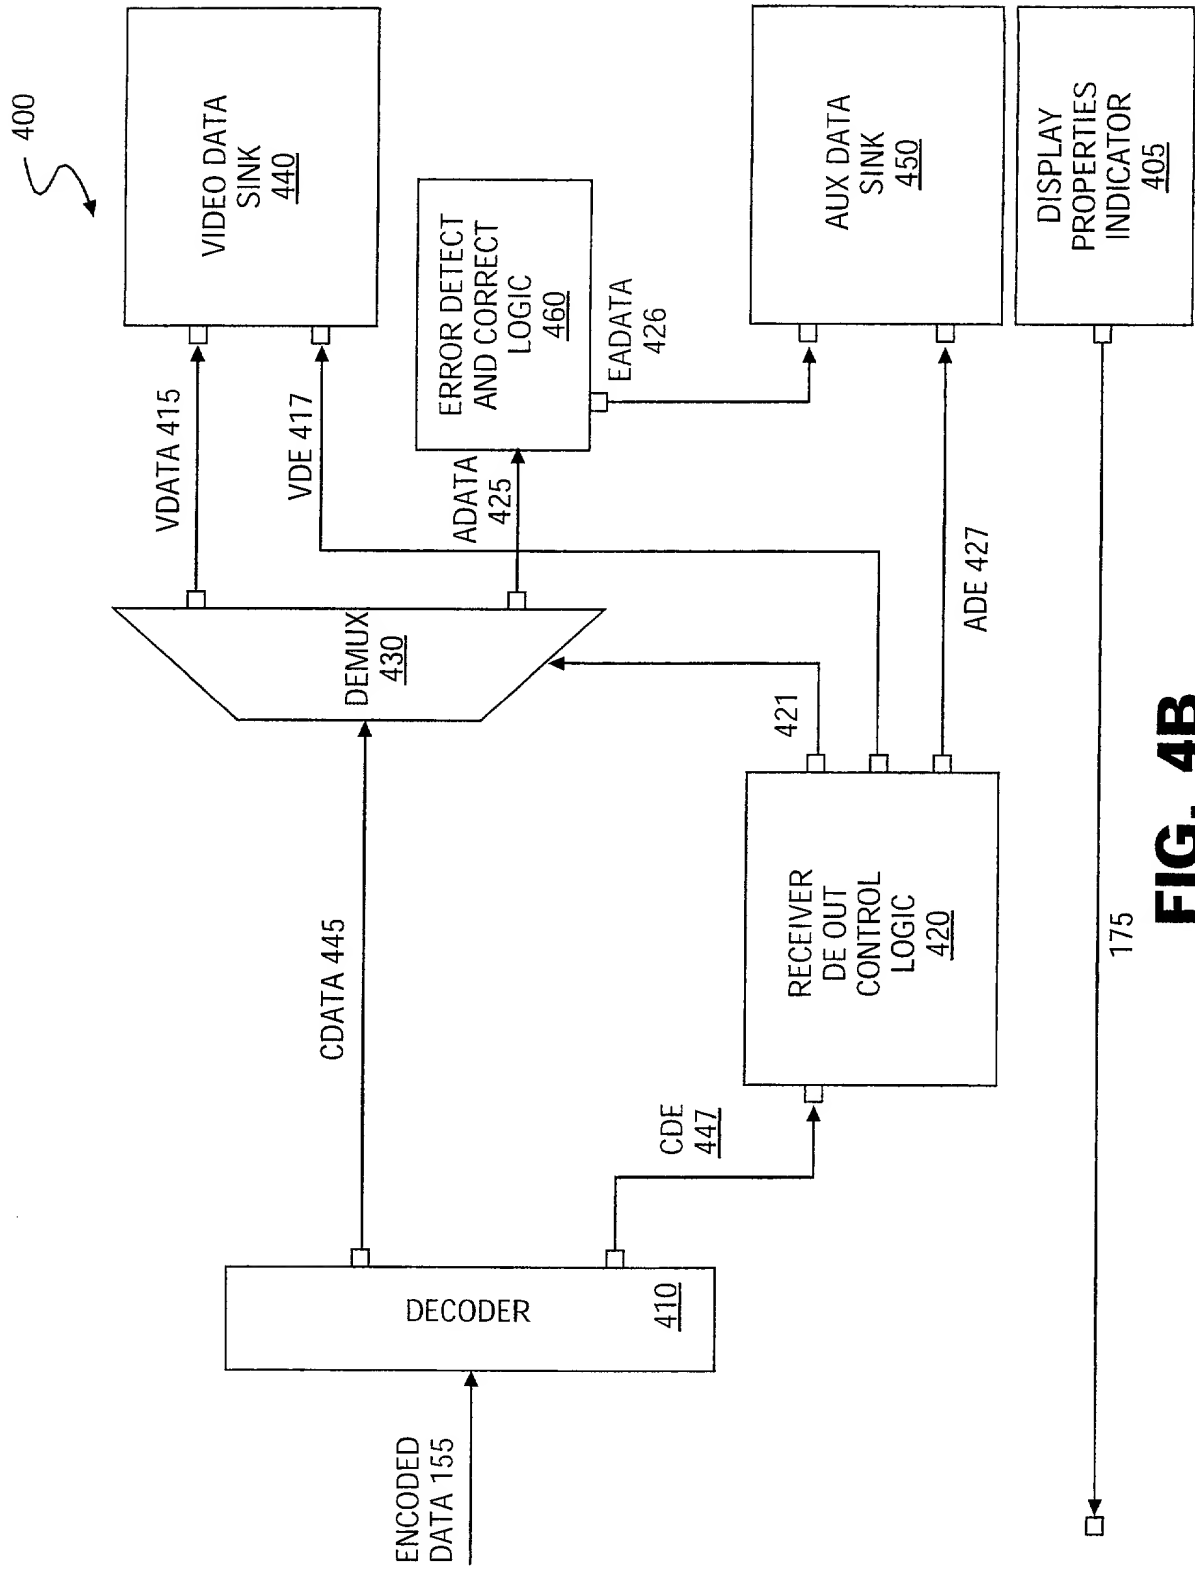 400
VIDEO DATA
SINK
440
VDATA 415
VDE 417
ERROR DETECT
AND CORRECT
LOGIC
460
ADATA
425
EADATA
426
AUX DATA
SINK
450
DISPLAY
PROPERTIES
INDICATOR
405
DEMUX
430
421
ADE 427
CDATA 445
RECEIVER
DE OUT
CONTROL
LOGIC
420
CDE
447
DECODER
410
ENCODED
DATA 155
175
FIG. 4B